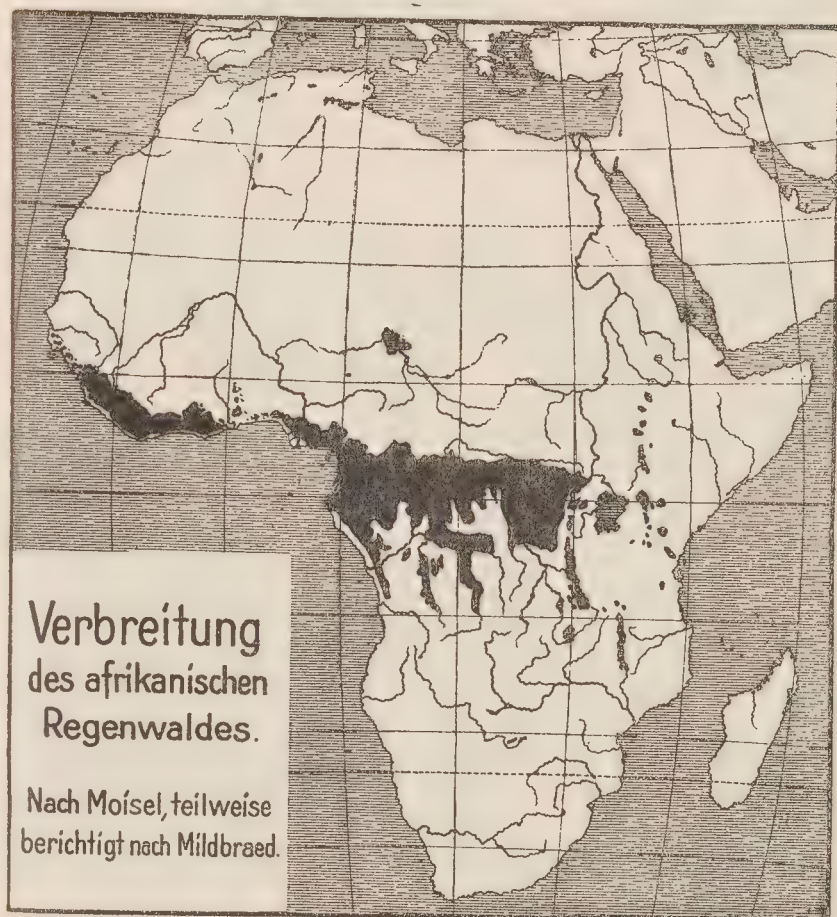 Verbreitung
des afrikanischen
Regenwaldes.
Nach Moisel, teilweise
berichtigt nach Mildbraed.